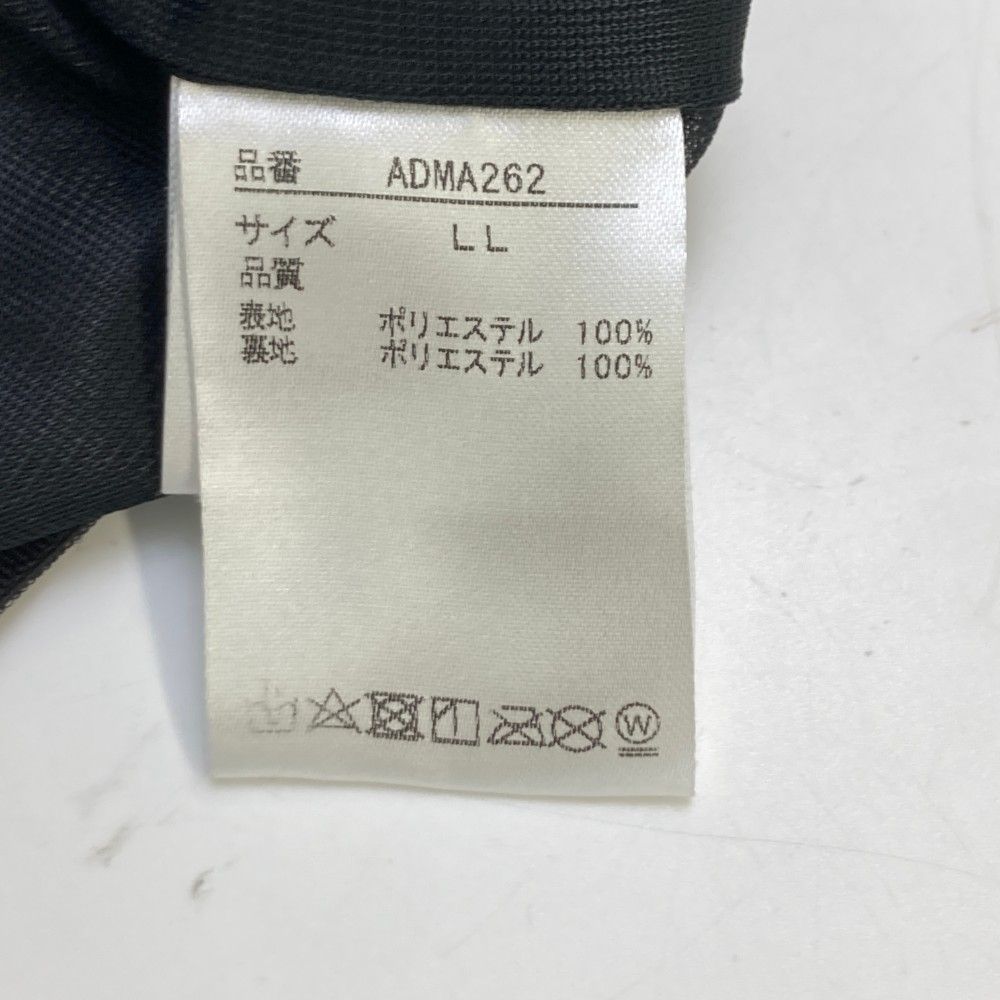 品番 ADMA262
サイズ LL
品質
表地 ポリエステル 100%
裏地 ポリエステル 100%
W